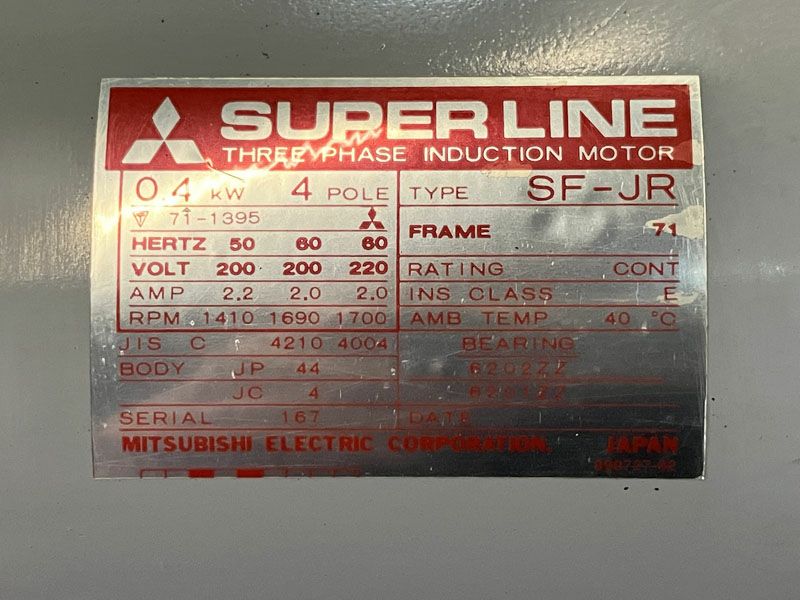 SUPER LINE
THREE PHASE INDUCTION MOTOR
0.4 KW 4 POLE
TYPE SF-JR
71-1395
FRAME 71
HERTZ 50 60 60
VOLT 200 200 220
RATING CONT
AMP 2.2 2.0 2.0
INS CLASS E
RPM 1410 1690 1700
AMB TEMP 40 °C
JIS C 4210 4004
BEARING
BODY JP 44
6202ZZ
JC 4
6201ZZ
SERIAL 167
DATE
MITSUBISHI ELECTRIC CORPORATION. JAPAN